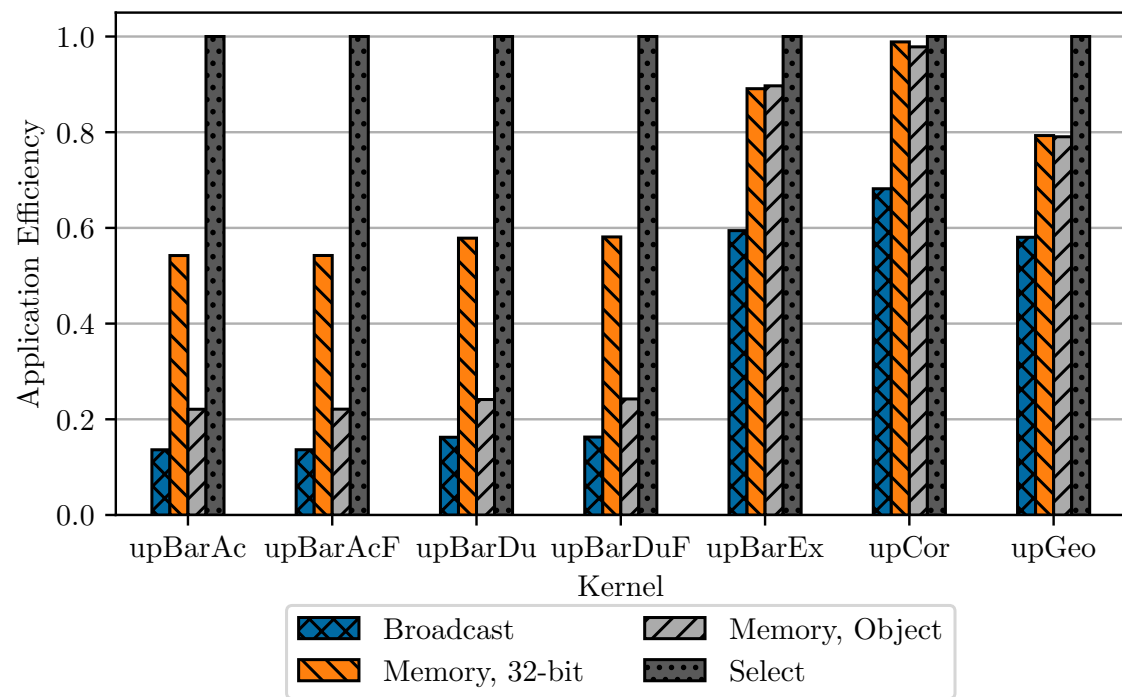 1.0
0.8
0.6
0.4
0.2
0.0
Application Efficiency
upBarAc upBarAcF upBarDu upBarDuF upBarEx upCor upGeo
Kernel
Broadcast Memory, Object
Memory, 32-bit Select